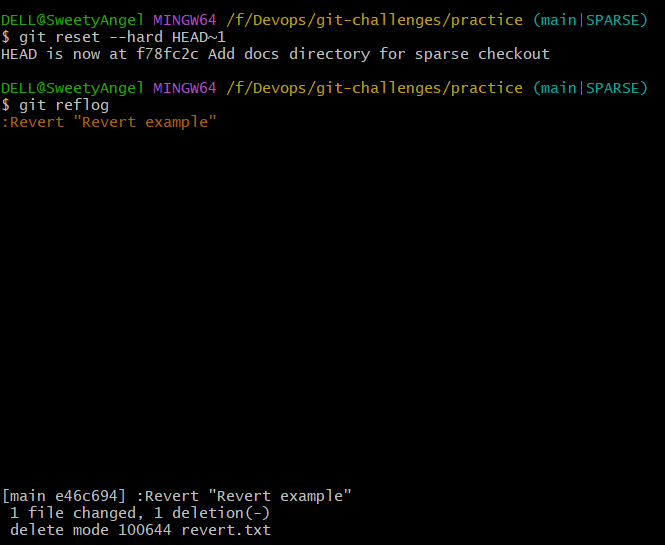 DELL@SweetyAngel MINGW64 /f/Devops/git-challenges/practice (main|SPARSE)
$ git reset --hard HEAD~1
HEAD is now at f78fc2c Add docs directory for sparse checkout
DELL@SweetyAngel MINGW64 /f/Devops/git-challenges/practice (main|SPARSE)
$ git reflog
:Revert "Revert example"
[main e46c694] :Revert "Revert example"
 1 file changed, 1 deletion(-)
 delete mode 100644 revert.txt